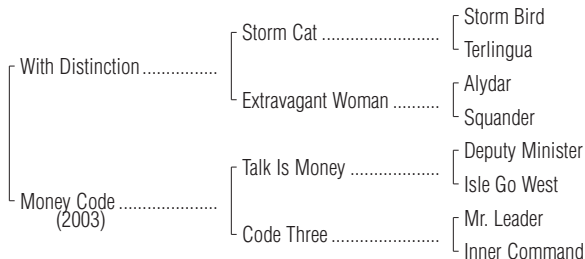 Storm Bird
Storm Cat ......................
Terlingua
With Distinction ..............
Alydar
Extravagant Woman .........
Squander
Deputy Minister
Talk Is Money .................
Isle Go West
Money Code ...................
(2003)
Mr. Leader
Code Three ....................
Inner Command